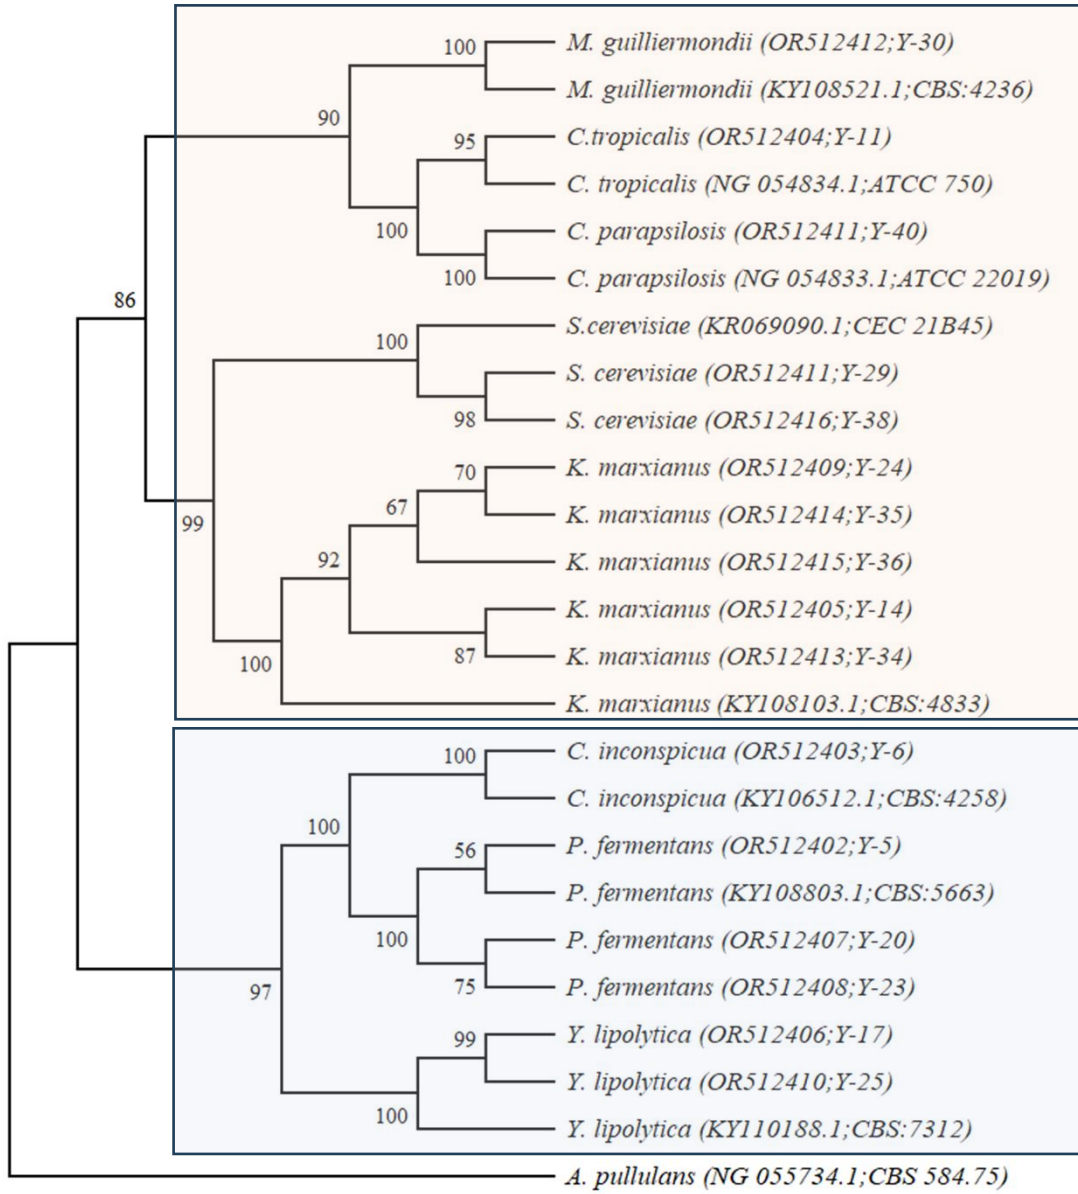 100 M. guilliermondii (OR512412;Y-30)
M. guilliermondii (KY108521.1;CBS:4236)
90
95 C.tropicalis (OR512404;Y-11)
C. tropicalis (NG 054834.1;ATCC 750)
100 C. parapsilosis (OR512411;Y-40)
100 C. parapsilosis (NG 054833.1;ATCC 22019)
86
S.cerevisiae (KR069090.1;CEC 21B45)
100
S. cerevisiae (OR512411;Y-29)
98 S. cerevisiae (OR512416;Y-38)
70 K. marxianus (OR512409;Y-24)
67
K. marxianus (OR512414;Y-35)
99
92 K. marxianus (OR512415;Y-36)
K. marxianus (OR512405;Y-14)
87 K. marxianus (OR512413;Y-34)
100
K. marxianus (KY108103.1;CBS:4833)
100 C. inconspicua (OR512403;Y-6)
C. inconspicua (KY106512.1;CBS:4258)
100
56 P. fermentans (OR512402;Y-5)
P. fermentans (KY108803.1;CBS:5663)
100 P. fermentans (OR512407;Y-20)
75 P. fermentans (OR512408;Y-23)
97
99 Y. lipolytica (OR512406;Y-17)
Y. lipolytica (OR512410;Y-25)
100
Y. lipolytica (KY110188.1;CBS:7312)
A. pullulans (NG 055734.1;CBS 584.75)